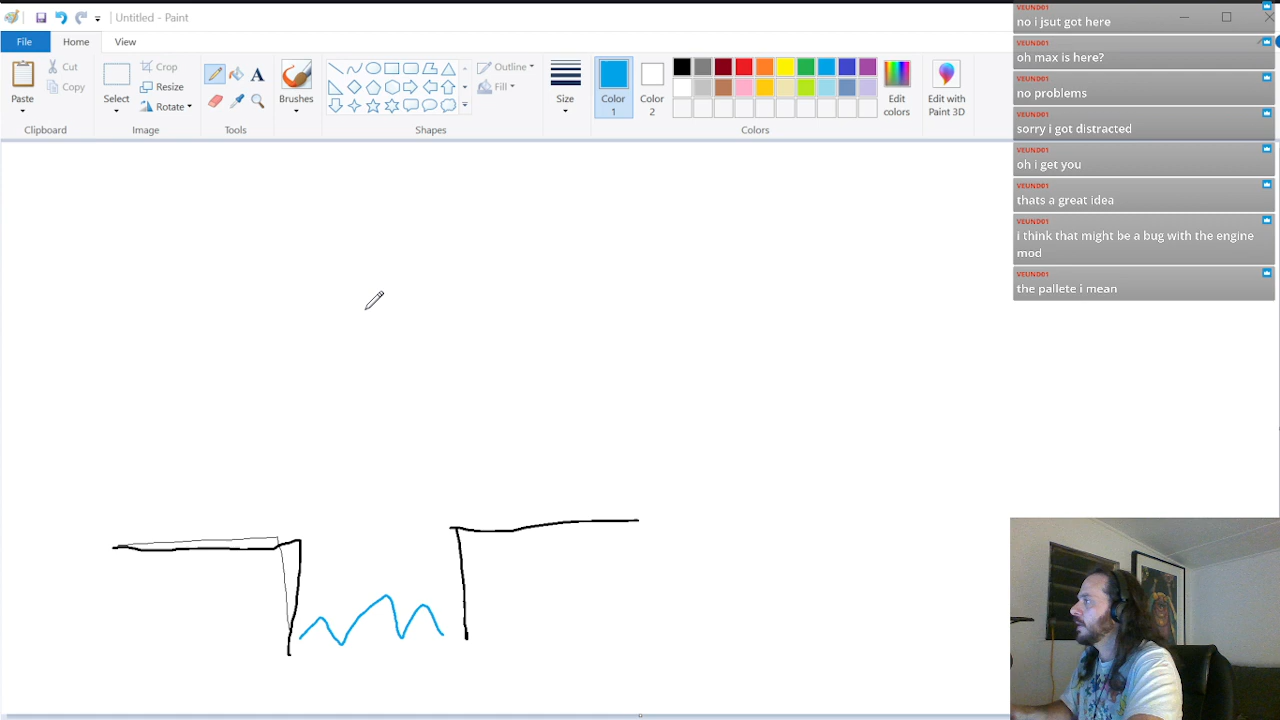 Untitled - Paint
File Home View
Paste
Cut
Copy
Clipboard
Select
Crop
Resize
Rotate
Image
Tools
Brushes
Outline
Fill
Shapes
Size
Color
1
Color
2
Edit
colors
Colors
Edit with
Paint 3D
VEUND01
no i jsut got here
VEUND01
oh max is here?
VEUND01
no problems
VEUND01
sorry i got distracted
VEUND01
oh i get you
VEUND01
thats a great idea
VEUND01
i think that might be a bug with the engine
mod
VEUND01
the pallete i mean